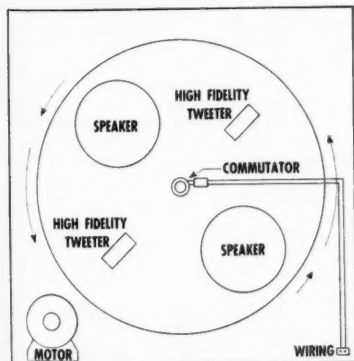 HIGH FIDELITY
TWEETER
SPEAKER
COMMUTATOR
HIGH FIDELITY
TWEETER
SPEAKER
MOTOR
WIRING